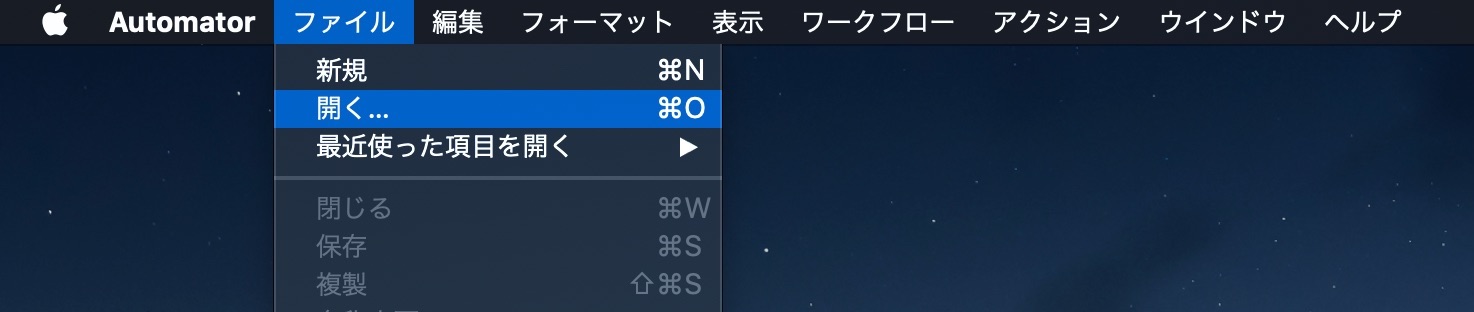 Automator ファイル 編集 フォーマット 表示 ワークフロー アクション ウインドウ ヘルプ
新規 ⌘N
開く... ⌘O
最近使った項目を開く ▶
閉じる ⌘W
保存 ⌘S
複製 ⇧⌘S